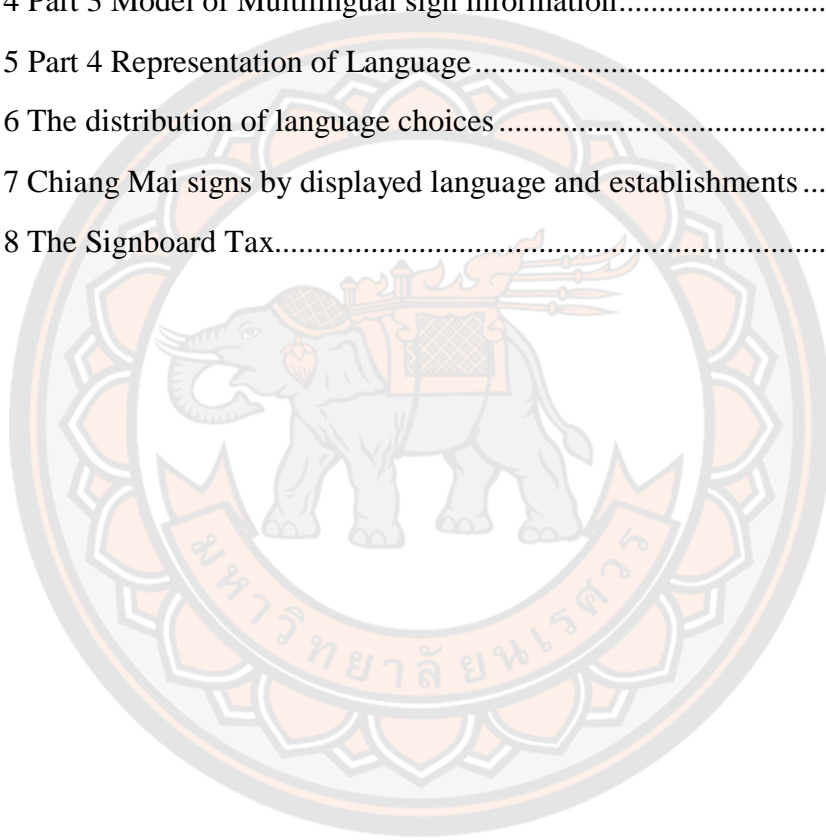 4 Part 3 Model of Multilingual sign information..........................
5 Part 4 Representation of Language............................................
6 The distribution of language choices.........................................
7 Chiang Mai signs by displayed language and establishments...
8 The Signboard Tax.....................................................................
มหาวิทยาลัยนเรศวร